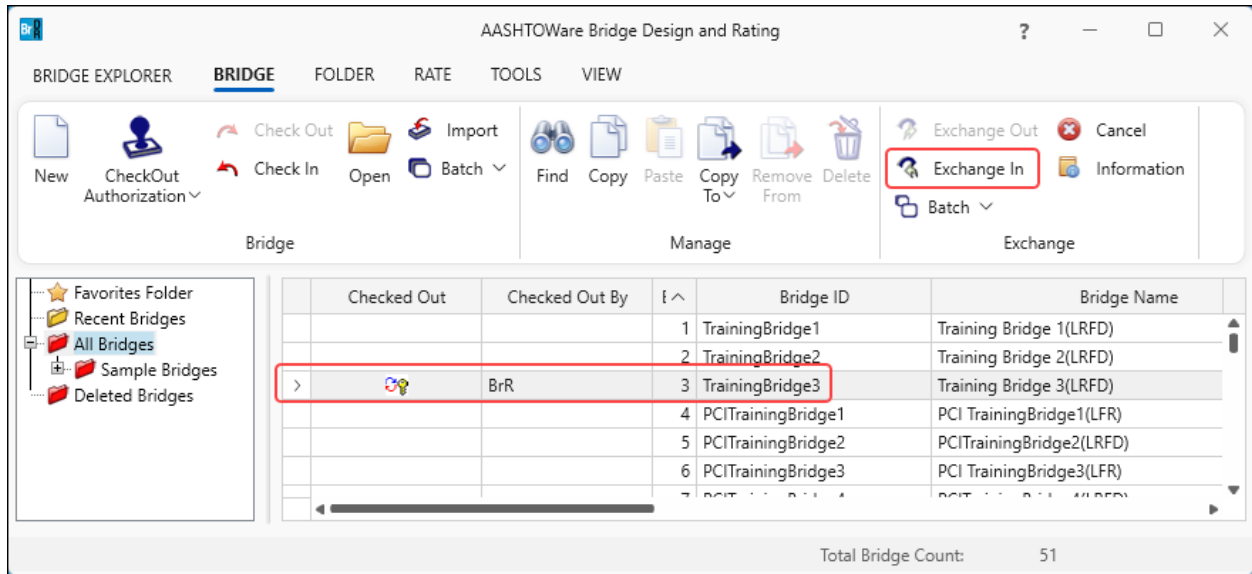 Br DR
AASHTOWare Bridge Design and Rating
?
BRIDGE EXPLORER BRIDGE FOLDER RATE TOOLS VIEW
New
CheckOut
Authorization
Check Out
Check In
Open
Import
Batch
Bridge
Find
Copy
Paste
Copy
To
Remove
From
Delete
Manage
Exchange Out
Exchange In
Batch
Cancel
Information
Exchange
Favorites Folder
Recent Bridges
All Bridges
Sample Bridges
Deleted Bridges
Checked Out Checked Out By Bridge ID Bridge Name
1 TrainingBridge1 Training Bridge 1(LRFD)
2 TrainingBridge2 Training Bridge 2(LRFD)
BrR 3 TrainingBridge3 Training Bridge 3(LRFD)
4 PCITrainingBridge1 PCI TrainingBridge1(LFR)
5 PCITrainingBridge2 PCITrainingBridge2(LRFD)
6 PCITrainingBridge3 PCI TrainingBridge3(LFR)
Total Bridge Count: 51